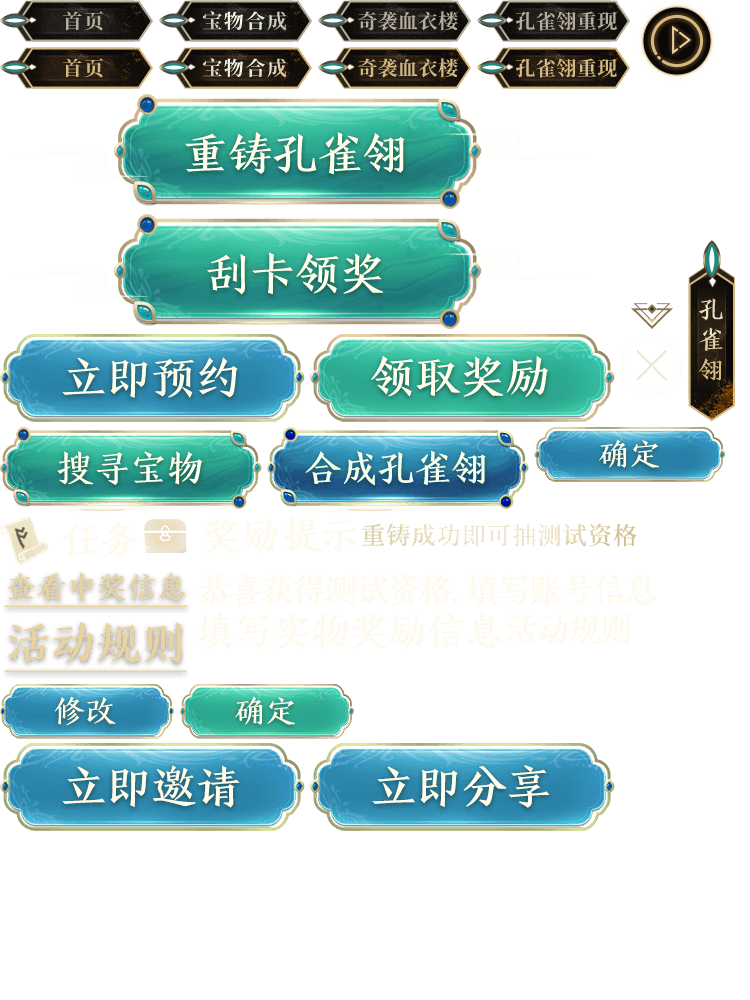 首页 宝物合成 奇袭血衣楼 孔雀翎重现
首页 宝物合成 奇袭血衣楼 孔雀翎重现
重铸孔雀翎
刮卡领奖
孔雀翎
立即预约 领取奖励
搜寻宝物 合成孔雀翎 确定
任务 奖励提示 重铸成功即可抽测试资格
查看中奖信息 恭喜获得测试资格, 填写账号信息
活动规则 填写实物奖励信息 活动规则
修改 确定
立即邀请 立即分享